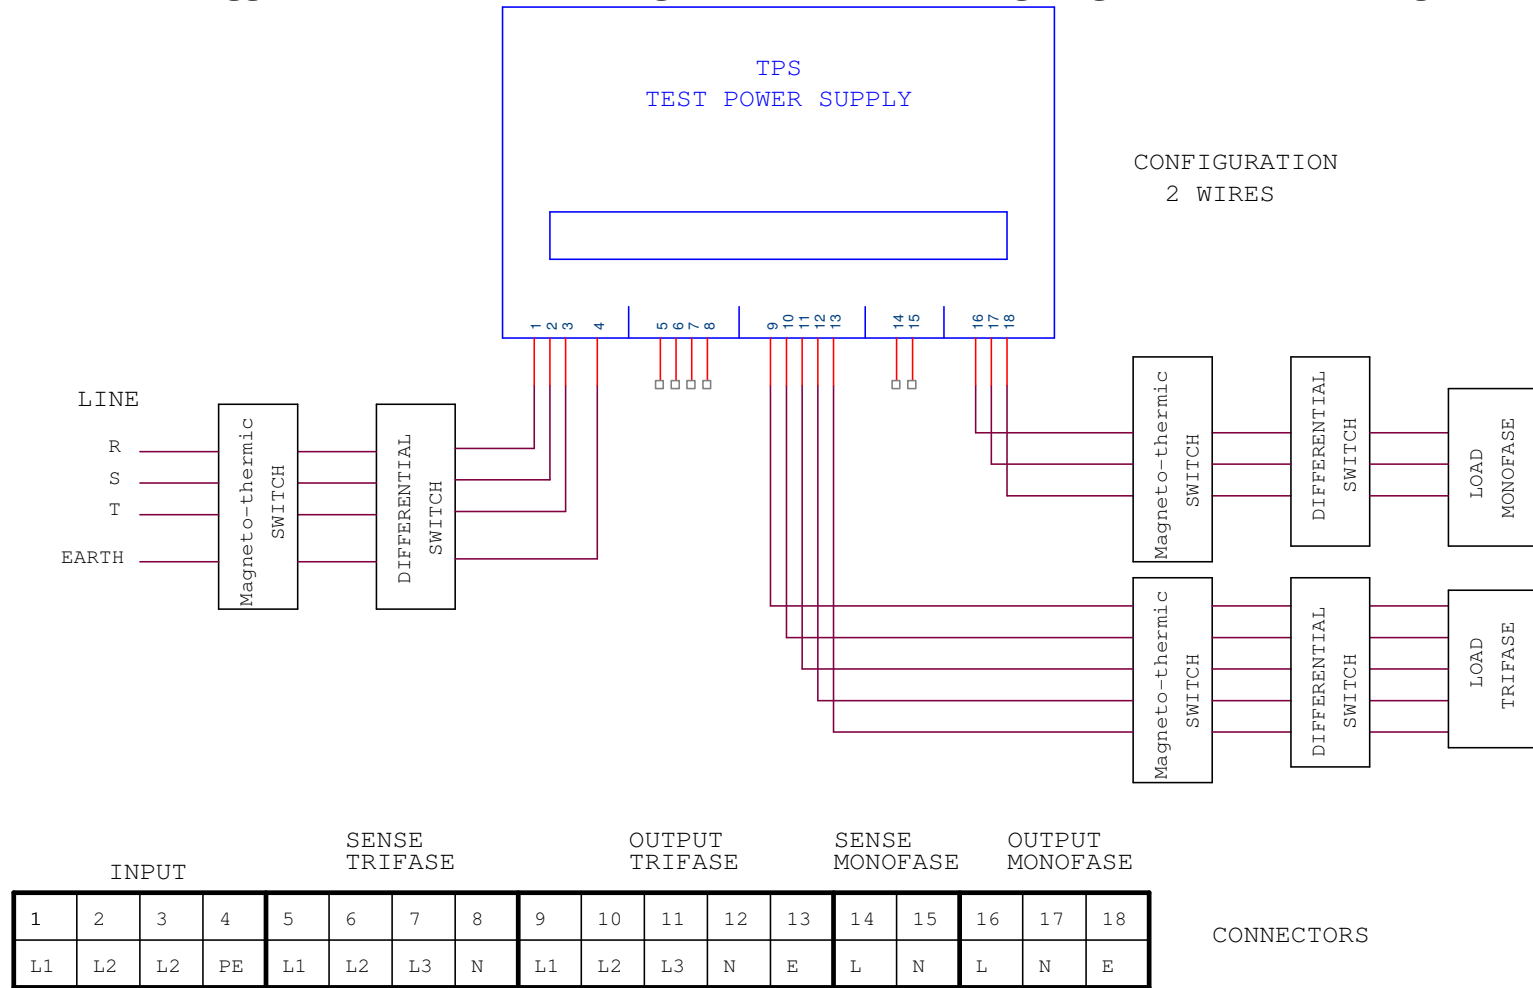 TPS
TEST POWER SUPPLY
CONFIGURATION
2 WIRES
1 2 3 4 5 6 7 8 9 10 11 12 13 14 15 16 17 18
LINE
R
S
T
EARTH
Magneto-thermic
SWITCH
DIFFERENTIAL
SWITCH
Magneto-thermic
SWITCH
DIFFERENTIAL
SWITCH
LOAD
MONOFASE
Magneto-thermic
SWITCH
DIFFERENTIAL
SWITCH
LOAD
TRIFASE
INPUT
SENSE
TRIFASE
OUTPUT
TRIFASE
SENSE
MONOFASE
OUTPUT
MONOFASE
1 2 3 4 5 6 7 8 9 10 11 12 13 14 15 16 17 18
L1 L2 L2 PE L1 L2 L3 N L1 L2 L3 N E L N L N E
CONNECTORS